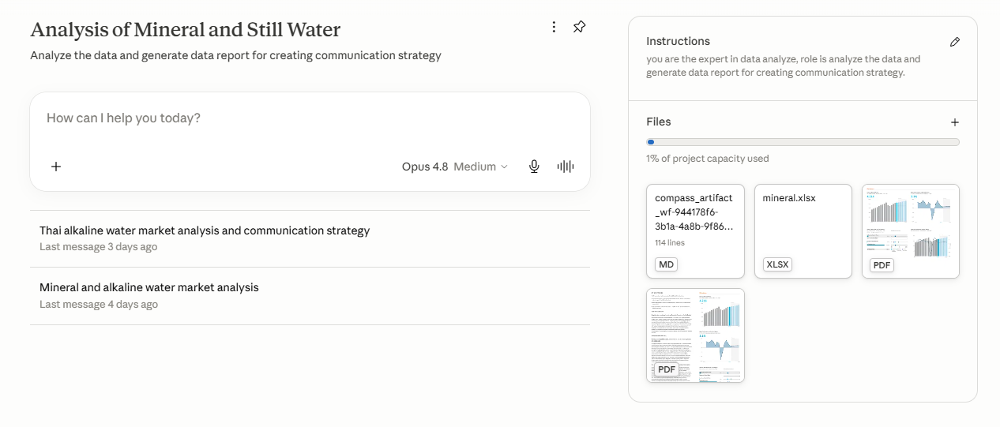 Analysis of Mineral and Still Water
Analyze the data and generate data report for creating communication strategy
How can I help you today?
Opus 4.8 Medium
Thai alkaline water market analysis and communication strategy
Last message 3 days ago
Mineral and alkaline water market analysis
Last message 4 days ago
Instructions
you are the expert in data analyze, role is analyze the data and
generate data report for creating communication strategy.
Files
1% of project capacity used
compass_artifact
_wf-944178f6-
3b1a-4a8b-9f86...
114 lines
MD
mineral.xlsx
XLSX
PDF
PDF